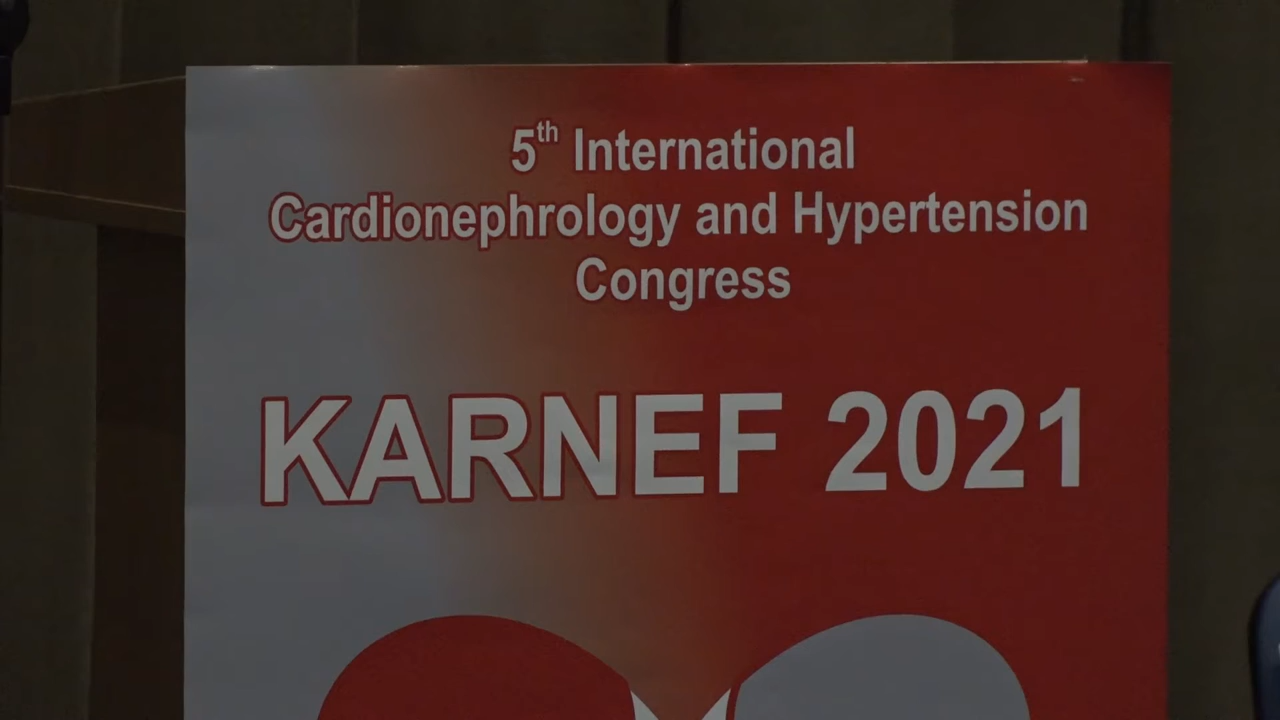 5th International
Cardionephrology and Hypertension
Congress
KARNEF 2021